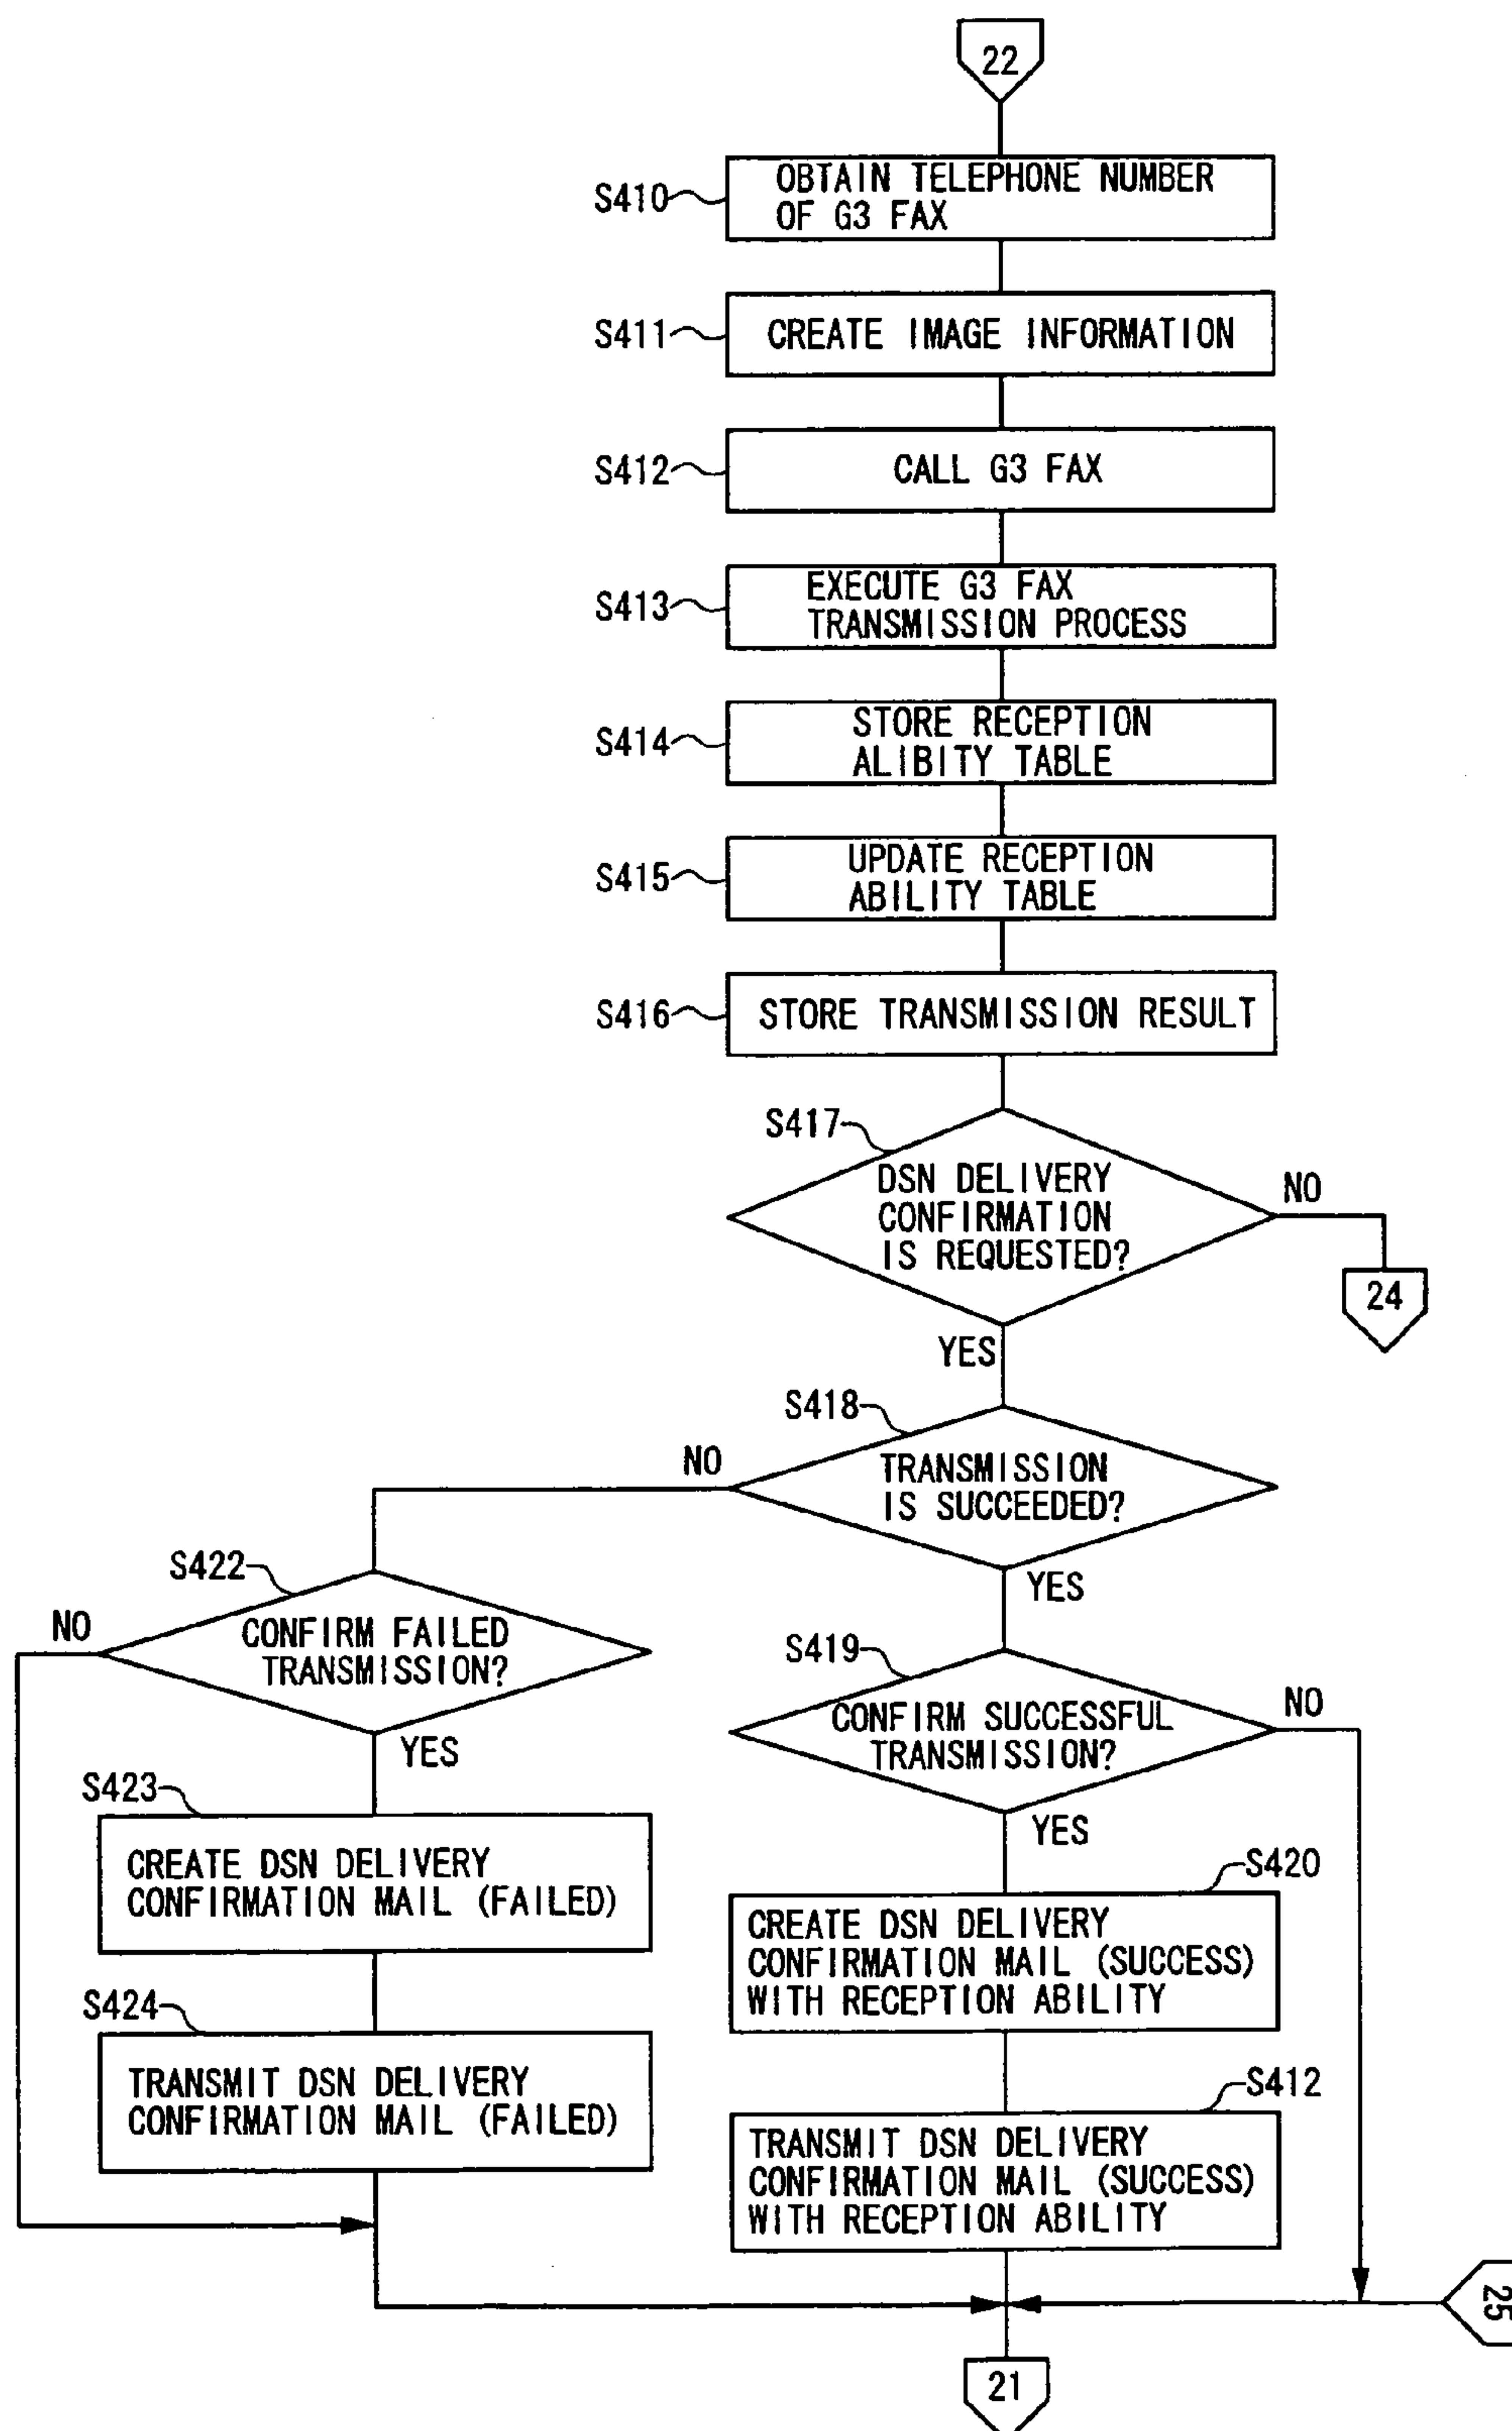 22
S410
OBTAIN TELEPHONE NUMBER
OF G3 FAX
S411
CREATE IMAGE INFORMATION
S412
CALL G3 FAX
S413
EXECUTE G3 FAX
TRANSMISSION PROCESS
S414
STORE RECEPTION
ALIBITY TABLE
S415
UPDATE RECEPTION
ABILITY TABLE
S416
STORE TRANSMISSION RESULT
S417
DSN DELIVERY
CONFIRMATION
IS REQUESTED?
NO
24
YES
S418
NO
TRANSMISSION
IS SUCCEEDED?
YES
S422
NO
CONFIRM FAILED
TRANSMISSION?
YES
S419
CONFIRM SUCCESSFUL
TRANSMISSION?
NO
YES
S423
CREATE DSN DELIVERY
CONFIRMATION MAIL (FAILED)
S420
CREATE DSN DELIVERY
CONFIRMATION MAIL (SUCCESS)
WITH RECEPTION ABILITY
S424
TRANSMIT DSN DELIVERY
CONFIRMATION MAIL (FAILED)
S412
TRANSMIT DSN DELIVERY
CONFIRMATION MAIL (SUCCESS)
WITH RECEPTION ABILITY
25
21